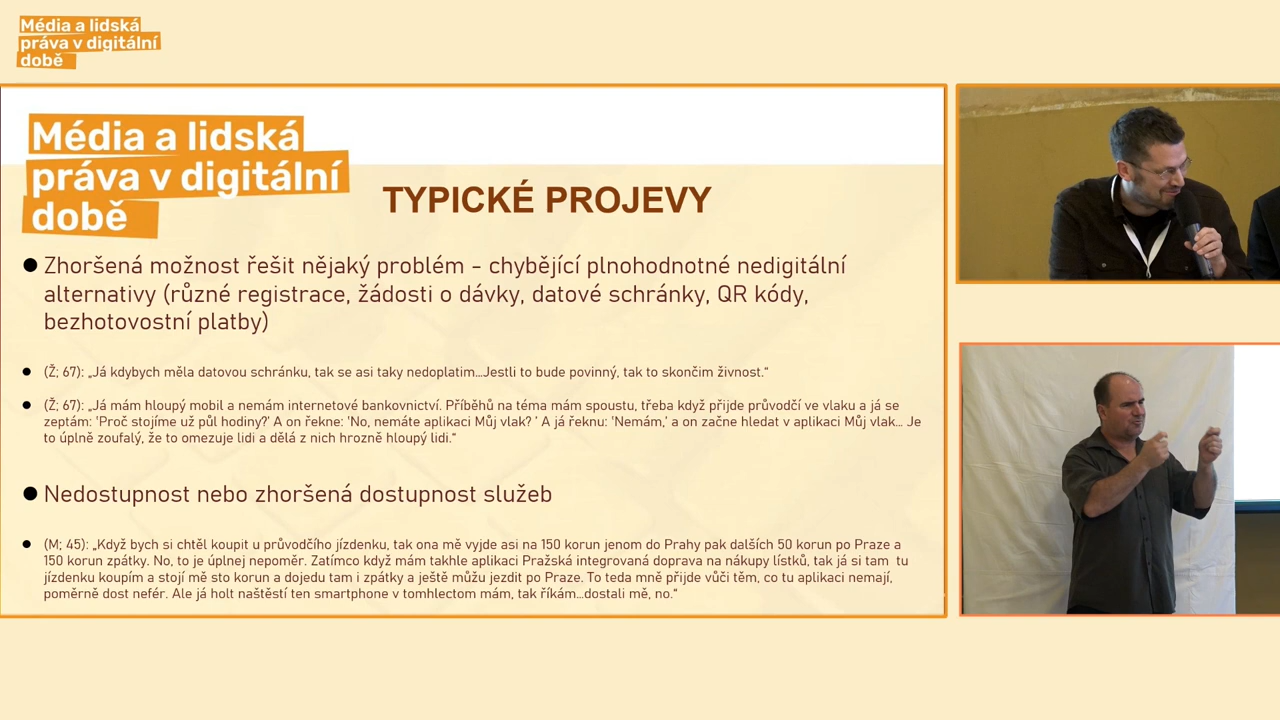 Média a lidská
práva v digitální
době
Média a lidská
práva v digitální
době
TYPICKÉ PROJEVY
Zhoršená možnost řešit nějaký problém - chybějící plnohodnotné nedigitální
alternativy (různé registrace, žádosti o dávky, datové schránky, QR kódy,
bezhotovostní platby)
(Ž; 67): „Já kdybych měla datovou schránku, tak se asi taky nedoplatim...Jestli to bude povinný, tak to skončim živnost.“
(Ž; 67): „Já mám hloupý mobil a nemám internetové bankovnictví. Příběhů na téma mám spoustu, třeba když přijde průvodčí ve vlaku a já se
zeptám: 'Proč stojíme už půl hodiny?' A on řekne: 'No, nemáte aplikaci Můj vlak? ' A já řeknu: 'Nemám,' a on začne hledat v aplikaci Můj vlak... Je
to úplně zoufalý, že to omezuje lidi a dělá z nich hrozně hloupý lidi.“
Nedostupnost nebo zhoršená dostupnost služeb
(M; 45): „Když bych si chtěl koupit u průvodčího jízdenku, tak ona mě vyjde asi na 150 korun jenom do Prahy pak dalších 50 korun po Praze a
150 korun zpátky. No, to je úplnej nepoměr. Zatímco když mám takhle aplikaci Pražská integrovaná doprava na nákupy lístků, tak já si tam tu
jízdenku koupím a stojí mě sto korun a dojedu tam i zpátky a ještě můžu jezdit po Praze. To teda mně přijde vůči těm, co tu aplikaci nemají,
poměrně dost nefér. Ale já holt naštěstí ten smartphone v tomhlectom mám, tak říkám...dostali mě, no.“